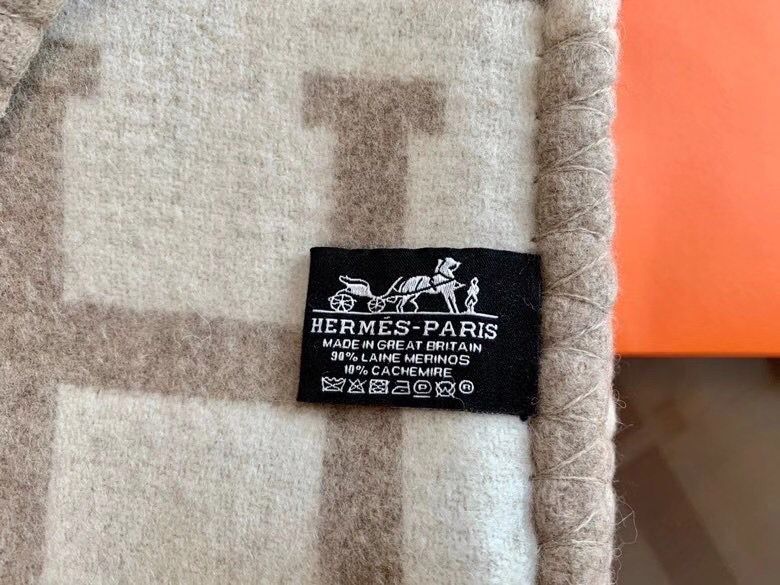 HERMÈS-PARIS
MADE IN GREAT BRITAIN
90% LAINE MERINOS
10% CACHEMIRE